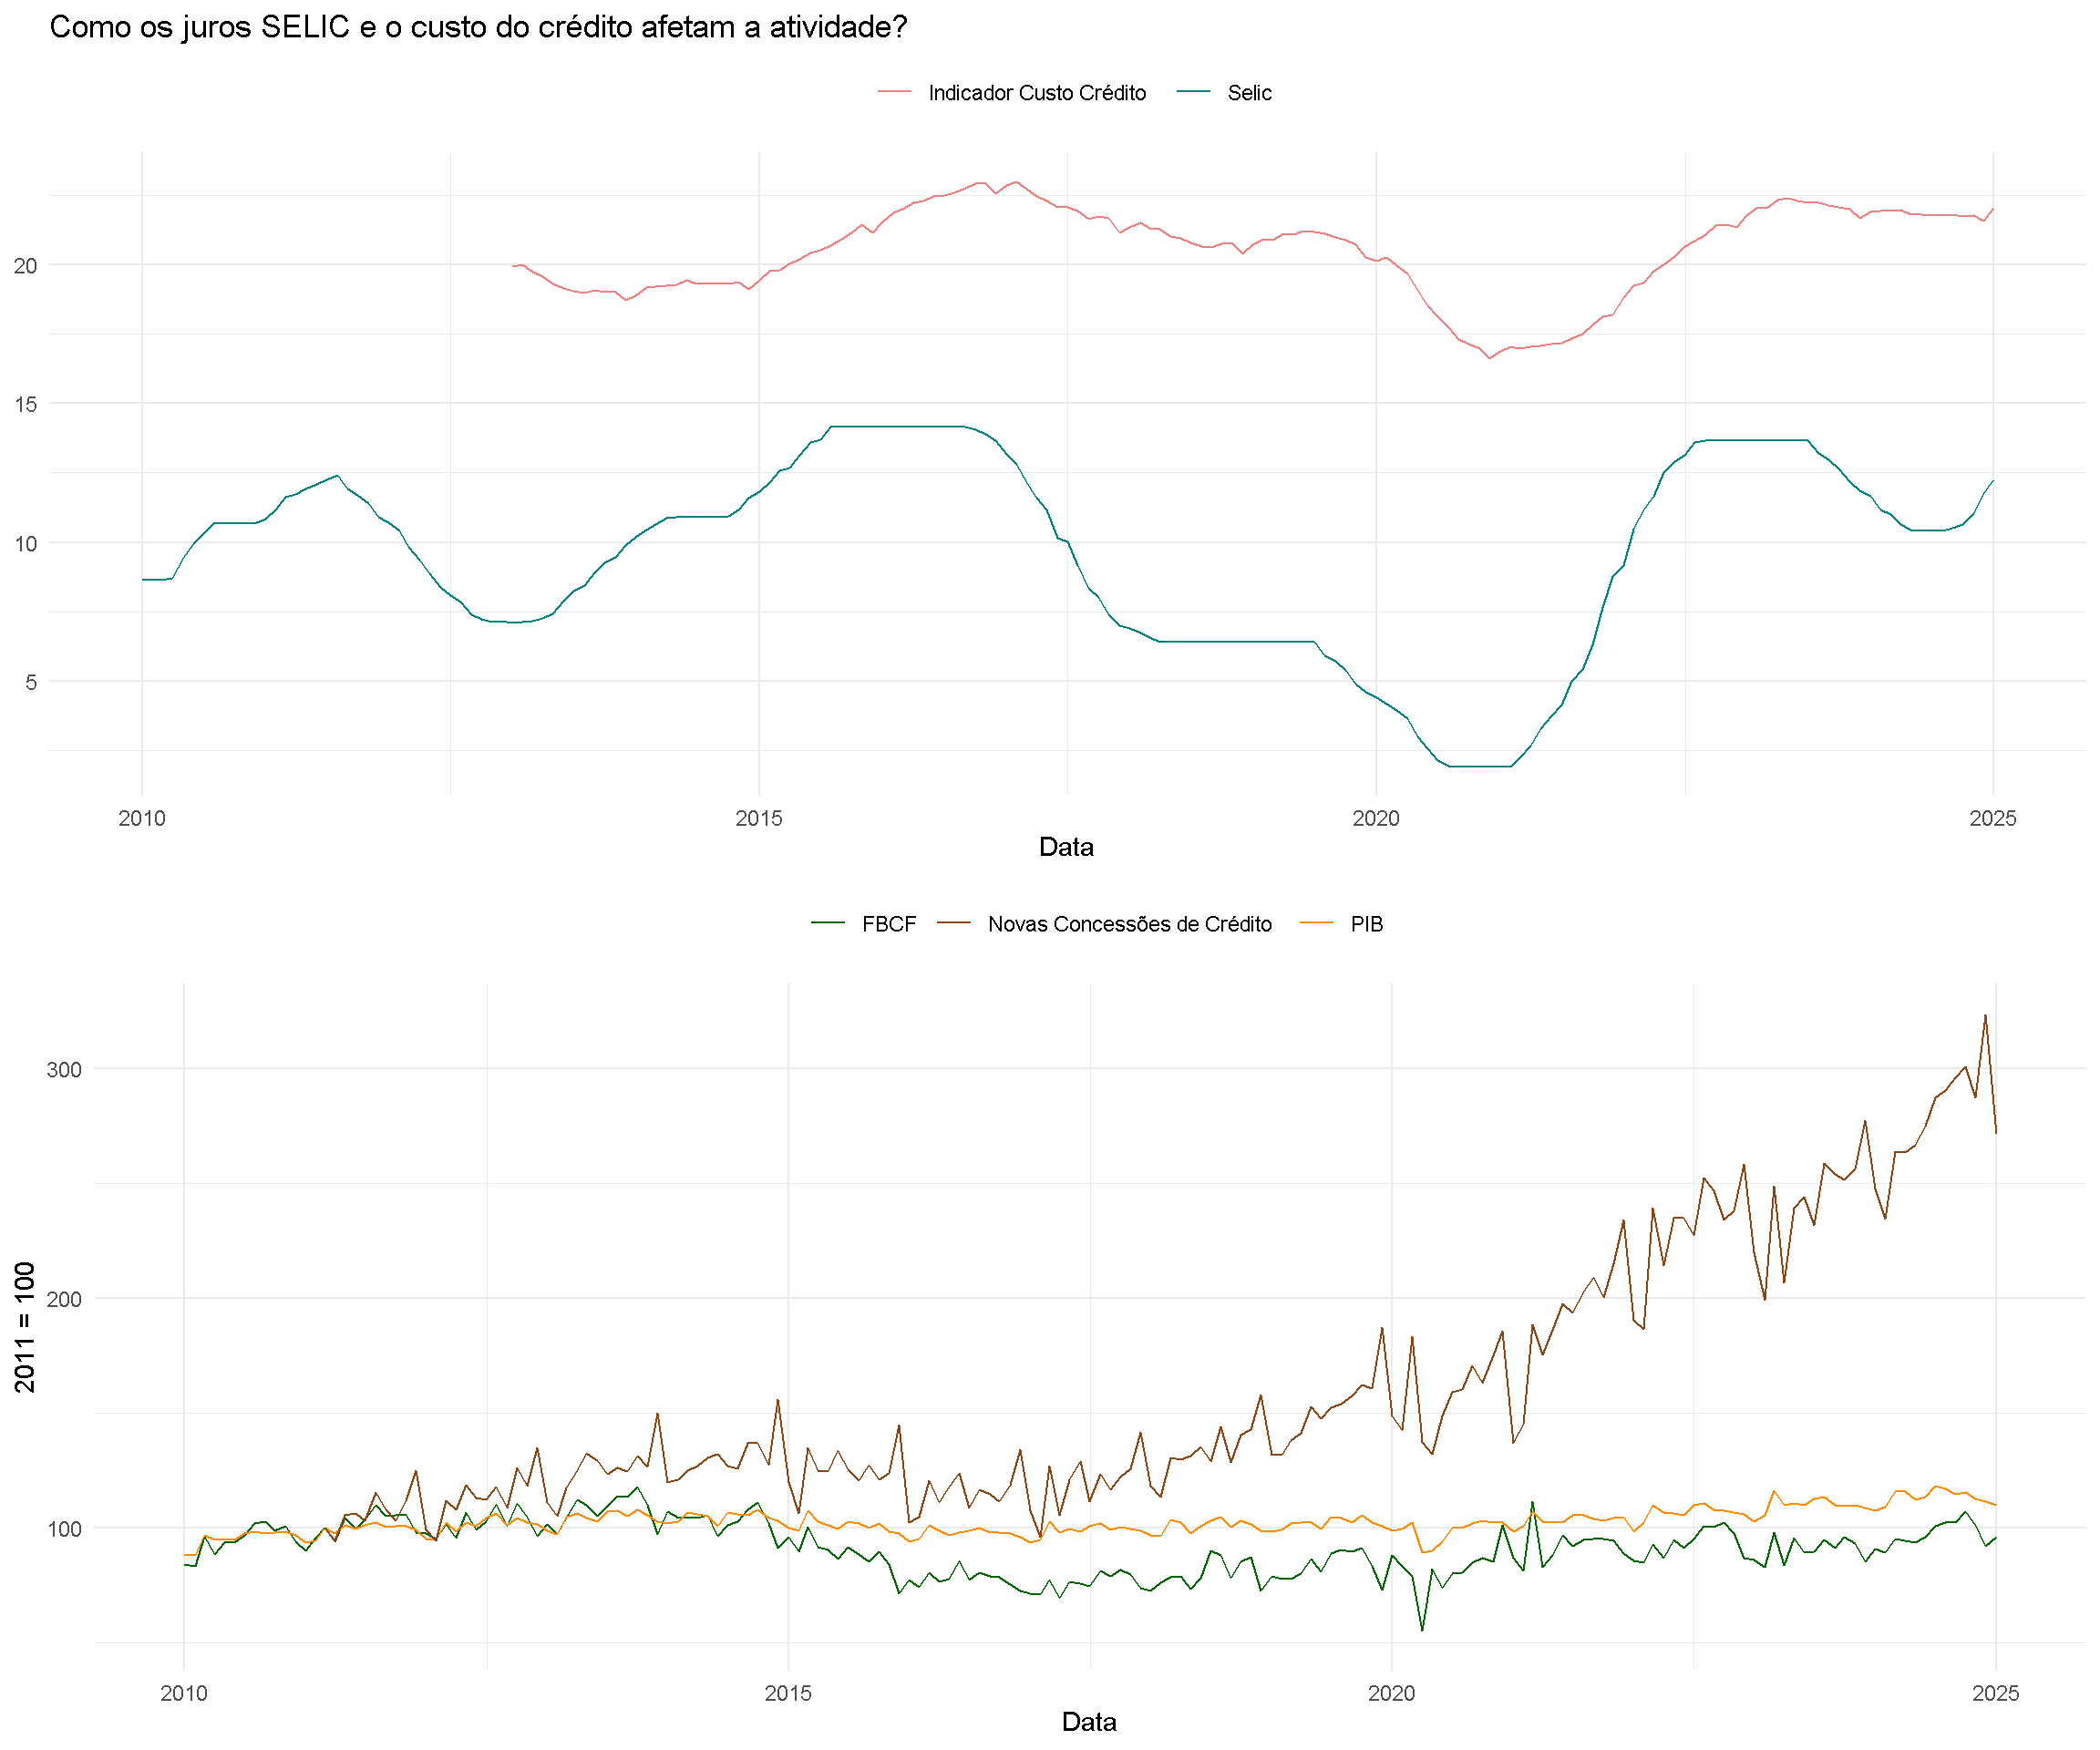 Como os juros SELIC e o custo do crédito afetam a atividade?
Indicador Custo Crédito Selic
20
15
10
5
2010 2015 2020 2025
Data
FBCF Novas Concessões de Crédito PIB
300
200
100
2011 = 100
2010 2015 2020 2025
Data